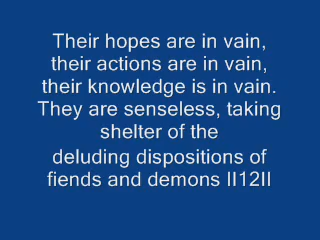 Their hopes are in vain,
their actions are in vain,
their knowledge is in vain.
They are senseless, taking
shelter of the
deluding dispositions of
fiends and demons II12II